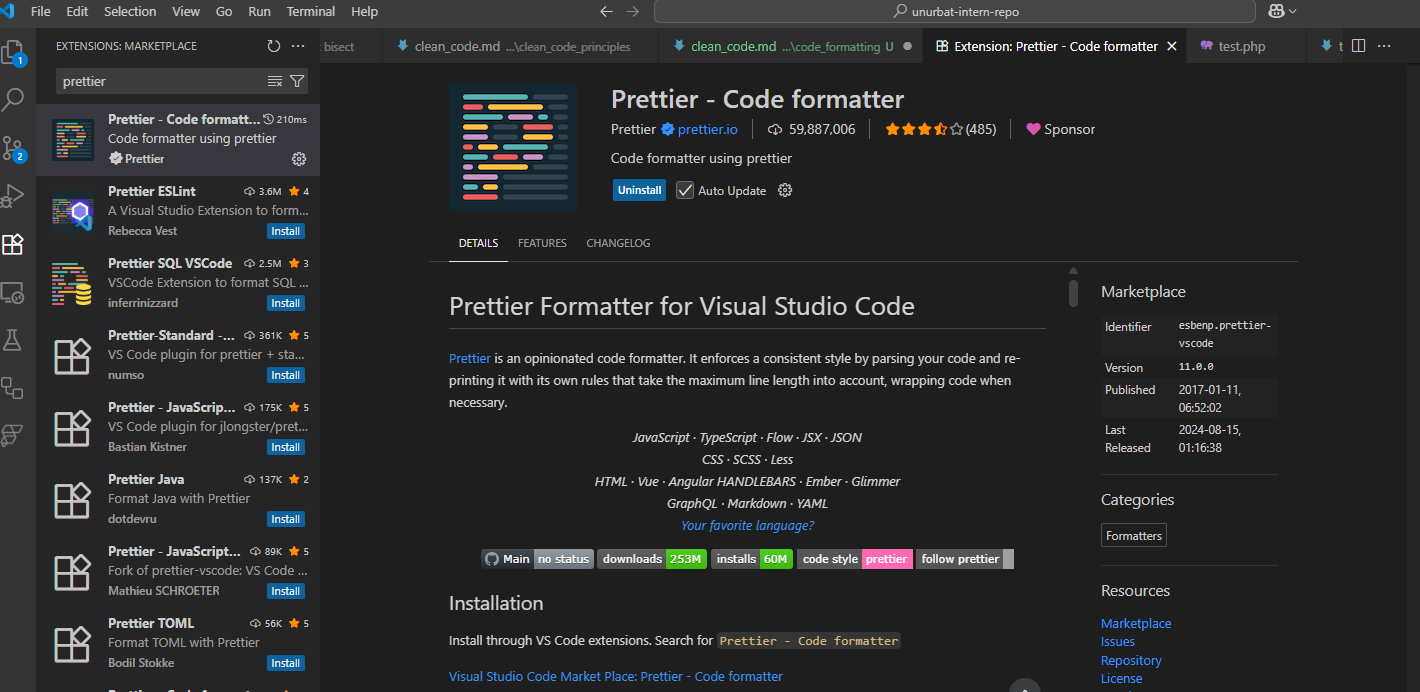 File Edit Selection View Go Run Terminal Help
unurbat-intern-repo
EXTENSIONS: MARKETPLACE
prettier
1
2
Prettier - Code formatt... 210ms
Code formatter using prettier
Prettier
Prettier ESLint 3.6M 4
A Visual Studio Extension to form...
Rebecca Vest Install
Prettier SQL VSCode 2.5M 3
VSCode Extension to format SQL ...
inferrinizzard Install
Prettier-Standard -... 361K 5
VS Code plugin for prettier + sta...
numso Install
Prettier - JavaScrip... 175K 5
VS Code plugin for jlongster/pret...
Bastian Kistner Install
Prettier Java 137K 2
Format Java with Prettier
dotdevru Install
Prettier - JavaScript... 89K 5
Fork of prettier-vscode: VS Code ...
Mathieu SCHROETER Install
Prettier TOML 56K 5
Format TOML with Prettier
Bodil Stokke Install
bisect clean_code.md ...\clean_code_principles clean_code.md ...\code_formatting U Extension: Prettier - Code formatter test.php
Prettier - Code formatter
Prettier prettier.io 59,887,006 (485) Sponsor
Code formatter using prettier
Uninstall Auto Update
DETAILS FEATURES CHANGELOG
Prettier Formatter for Visual Studio Code
Prettier is an opinionated code formatter. It enforces a consistent style by parsing your code and re-
printing it with its own rules that take the maximum line length into account, wrapping code when
necessary.
JavaScript · TypeScript · Flow · JSX · JSON
CSS · SCSS · Less
HTML · Vue · Angular HANDLEBARS · Ember · Glimmer
GraphQL · Markdown · YAML
Your favorite language?
Main no status downloads 253M installs 60M code style prettier follow prettier
Installation
Install through VS Code extensions. Search for Prettier - Code formatter
Visual Studio Code Market Place: Prettier - Code formatter
Marketplace
Identifier esbenp.prettier-
vscode
Version 11.0.0
Published 2017-01-11,
06:52:02
Last 2024-08-15,
Released 01:16:38
Categories
Formatters
Resources
Marketplace
Issues
Repository
License